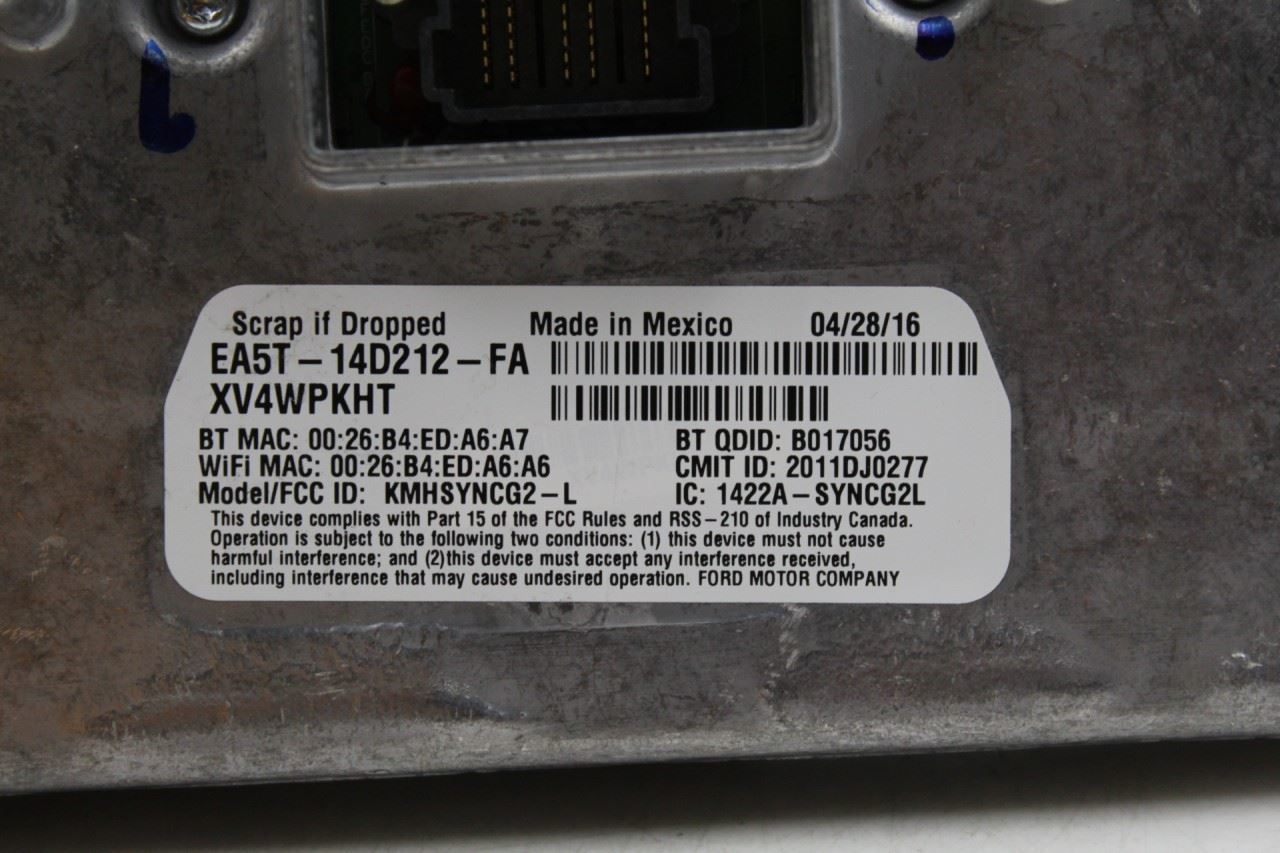 Scrap if Dropped Made in Mexico 04/28/16
EA5T-14D212-FA
XV4WPKHT
BT MAC: 00:26:B4:ED:A6:A7 BT QDID: B017056
WiFi MAC: 00:26:B4:ED:A6:A6 CMIT ID: 2011DJ0277
Model/FCC ID: KMHSYNCG2-L IC: 1422A-SYNCG2L
This device complies with Part 15 of the FCC Rules and RSS-210 of Industry Canada.
Operation is subject to the following two conditions: (1) this device must not cause
harmful interference; and (2)this device must accept any interference received,
including interference that may cause undesired operation. FORD MOTOR COMPANY